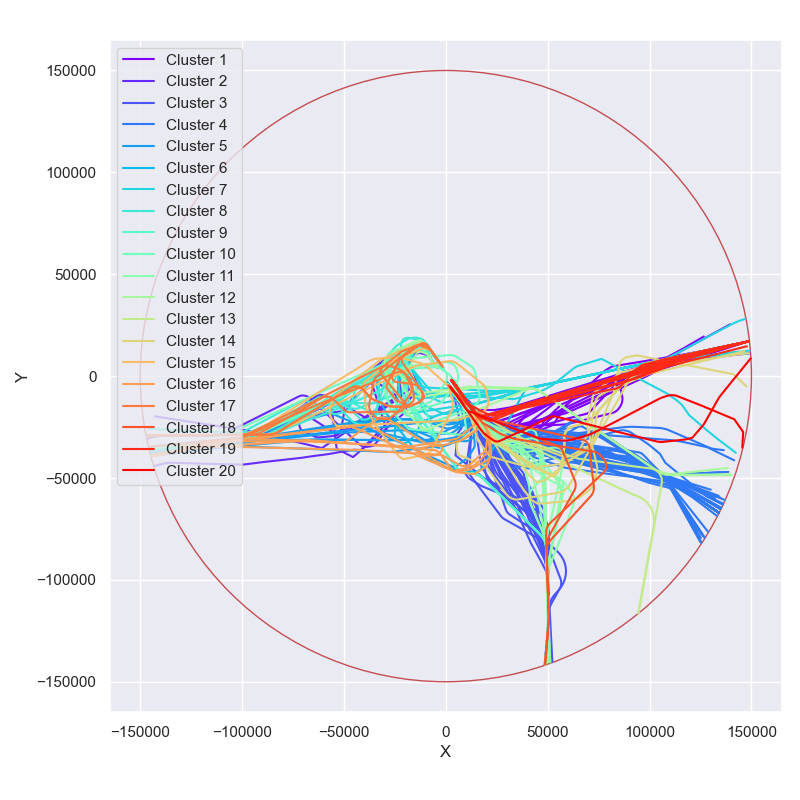 Cluster 1
Cluster 2
Cluster 3
Cluster 4
Cluster 5
Cluster 6
Cluster 7
Cluster 8
Cluster 9
Cluster 10
Cluster 11
Cluster 12
Cluster 13
Cluster 14
Cluster 15
Cluster 16
Cluster 17
Cluster 18
Cluster 19
Cluster 20
150000
100000
50000
0
−50000
−100000
−150000
Y
−150000 −100000 −50000 0 50000 100000 150000
X